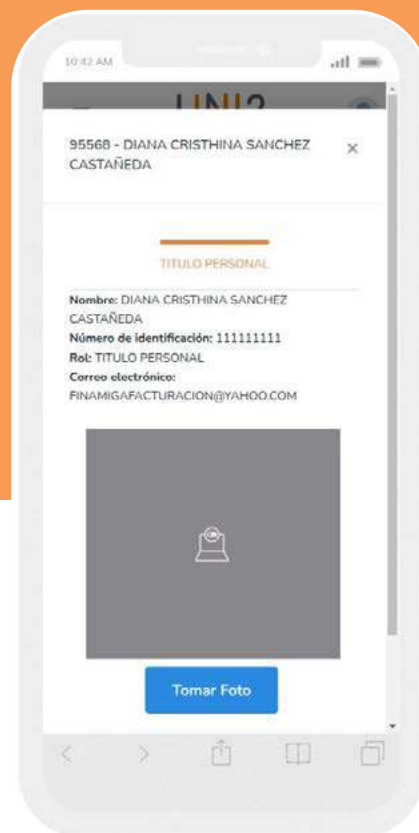 10:42 AM
UNI2
95568 - DIANA CRISTHINA SANCHEZ
CASTAÑEDA
×
TITULO PERSONAL
Nombre: DIANA CRISTHINA SANCHEZ
CASTAÑEDA
Número de identificación: 111111111
Rol: TITULO PERSONAL
Correo electrónico:
FINAMIGAFACTURACION@YAHOO.COM
Tomar Foto